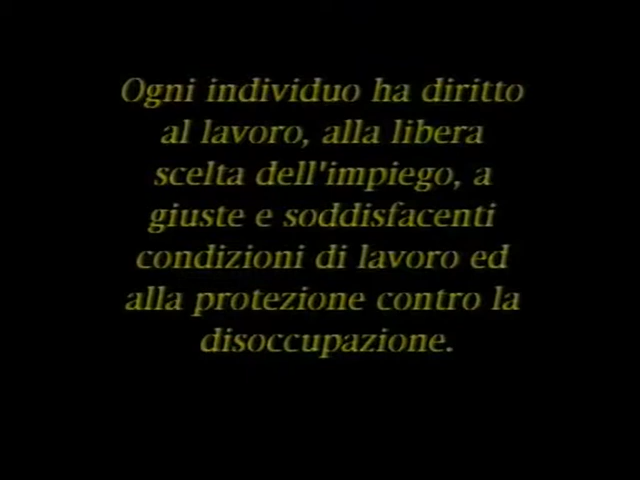 Ogni individuo ha diritto
al lavoro, alla libera
scelta dell'impiego, a
giuste e soddisfacenti
condizioni di lavoro ed
alla protezione contro la
disoccupazione.